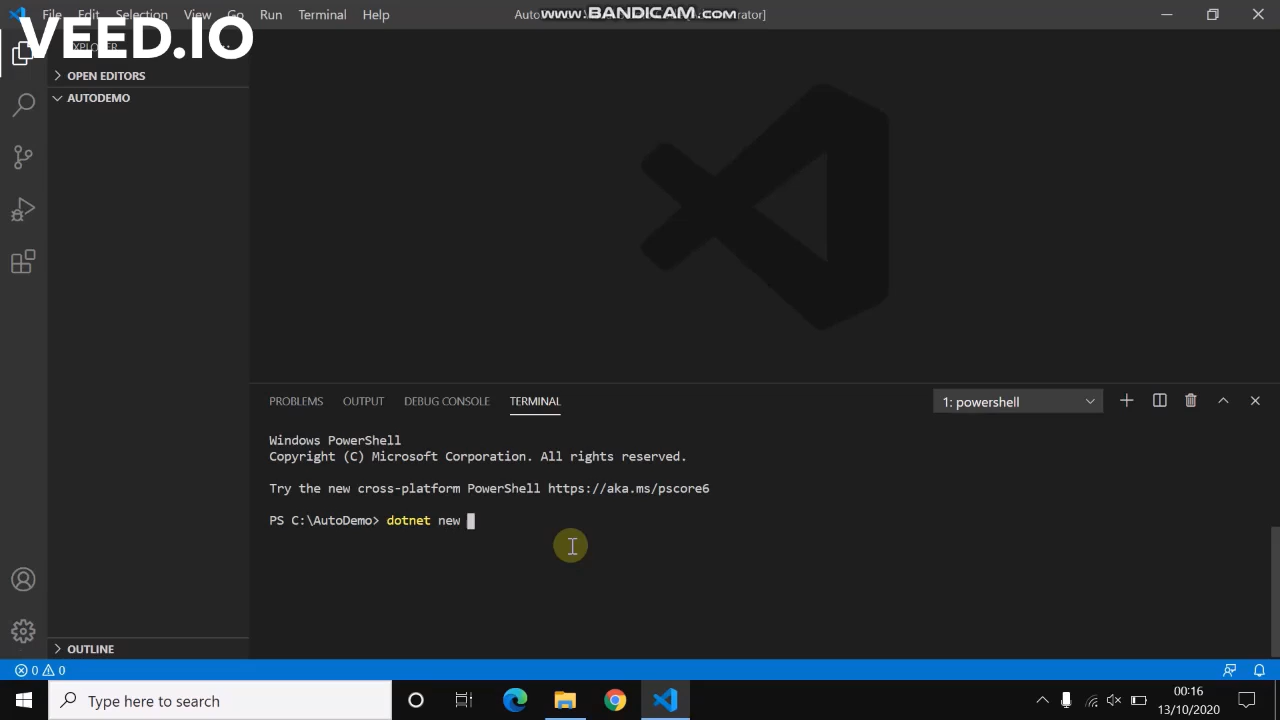 File Edit Selection View Go Run Terminal Help
www.BANDICAM.com
VEED.IO
OPEN EDITORS
AUTODEMO
PROBLEMS OUTPUT DEBUG CONSOLE TERMINAL
1: powershell
Windows PowerShell
Copyright (C) Microsoft Corporation. All rights reserved.
Try the new cross-platform PowerShell https://aka.ms/pscore6
PS C:\AutoDemo> dotnet new
OUTLINE
0 0
Type here to search
00:16
13/10/2020